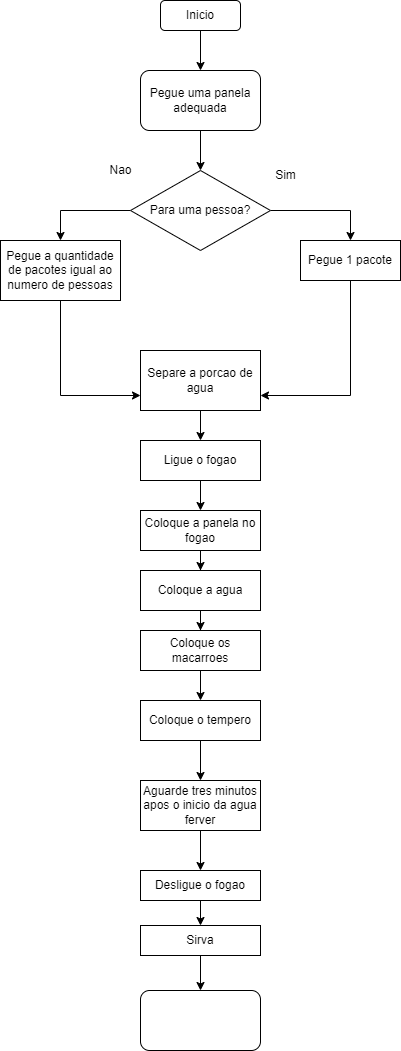 Inicio
Pegue uma panela
adequada
Nao
Sim
Para uma pessoa?
Pegue a quantidade
de pacotes igual ao
numero de pessoas
Pegue 1 pacote
Separe a porcao de
agua
Ligue o fogao
Coloque a panela no
fogao
Coloque a agua
Coloque os
macarroes
Coloque o tempero
Aguarde tres minutos
apos o inicio da agua
ferver
Desligue o fogao
Sirva